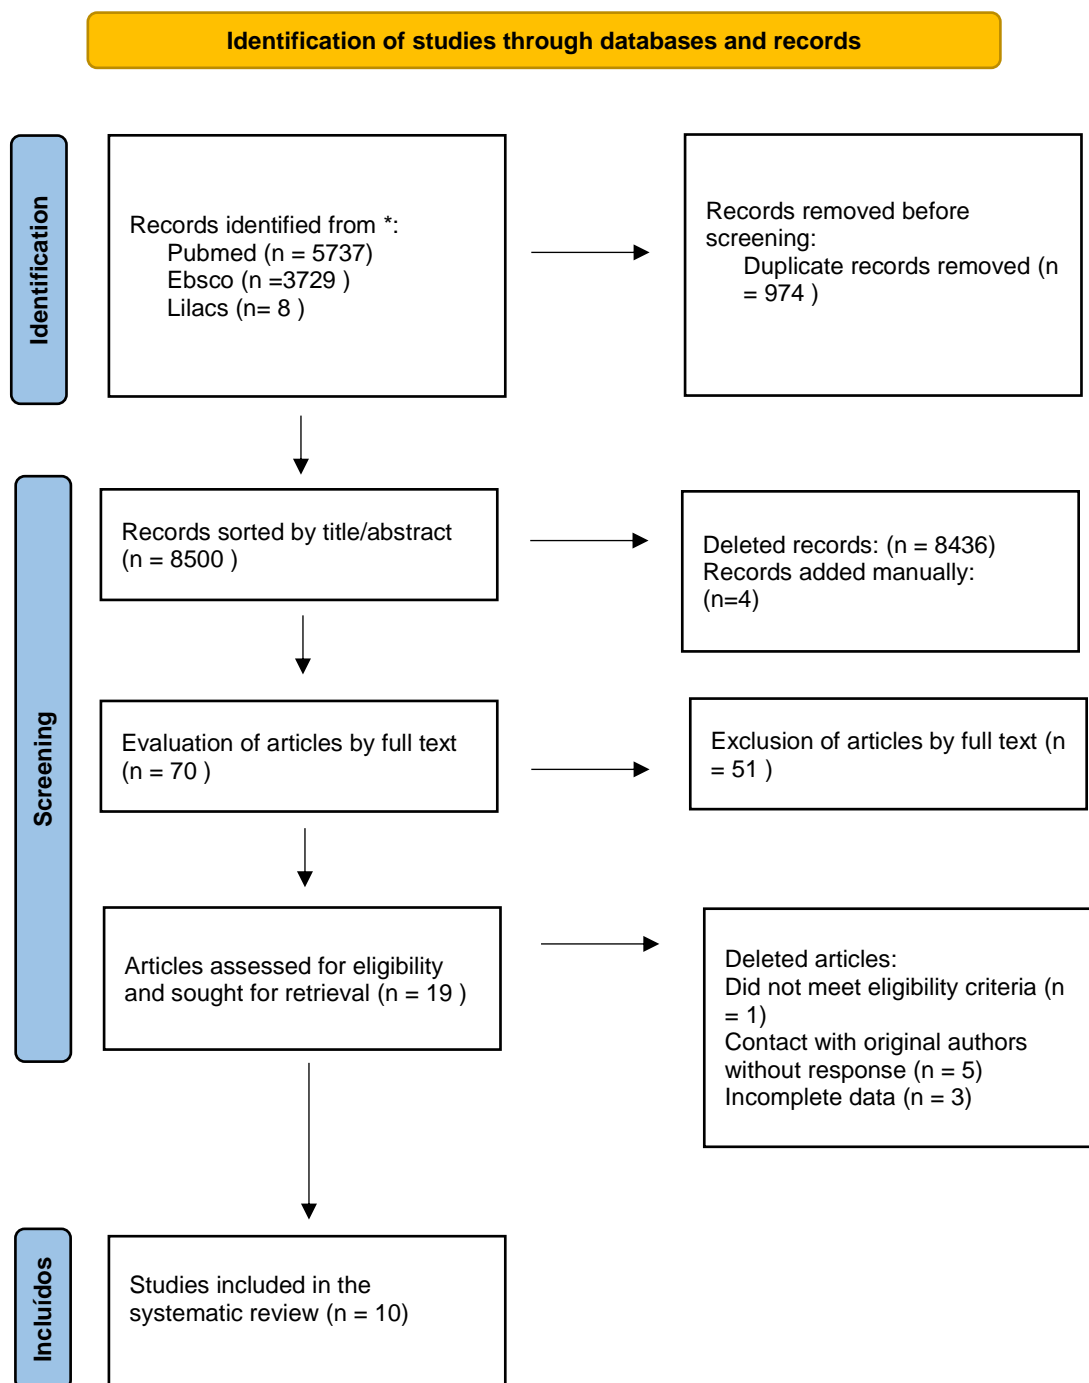 Identification of studies through databases and records
Identification
Records identified from *:
Pubmed (n = 5737)
Ebsco (n =3729 )
Lilacs (n= 8 )
Records removed before
screening:
Duplicate records removed (n
= 974 )
Screening
Records sorted by title/abstract
(n = 8500 )
Deleted records: (n = 8436)
Records added manually:
(n=4)
Evaluation of articles by full text
(n = 70 )
Exclusion of articles by full text (n
= 51 )
Articles assessed for eligibility
and sought for retrieval (n = 19 )
Deleted articles:
Did not meet eligibility criteria (n
= 1)
Contact with original authors
without response (n = 5)
Incomplete data (n = 3)
Incluídos
Studies included in the
systematic review (n = 10)